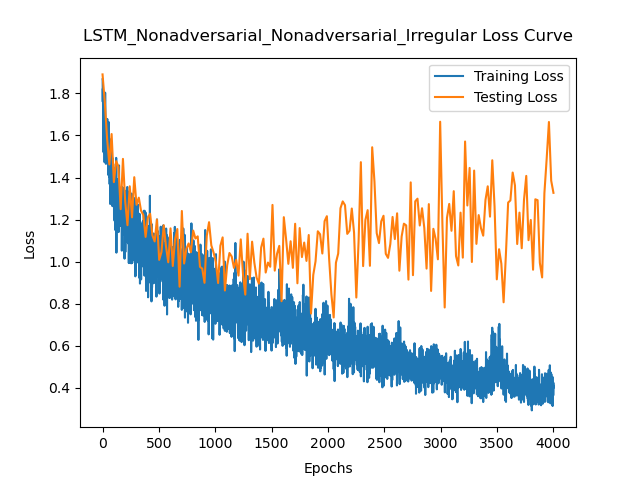 LSTM_Nonadversarial_Nonadversarial_Irregular Loss Curve
Training Loss
Testing Loss
Loss
1.8
1.6
1.4
1.2
1.0
0.8
0.6
0.4
0 500 1000 1500 2000 2500 3000 3500 4000
Epochs